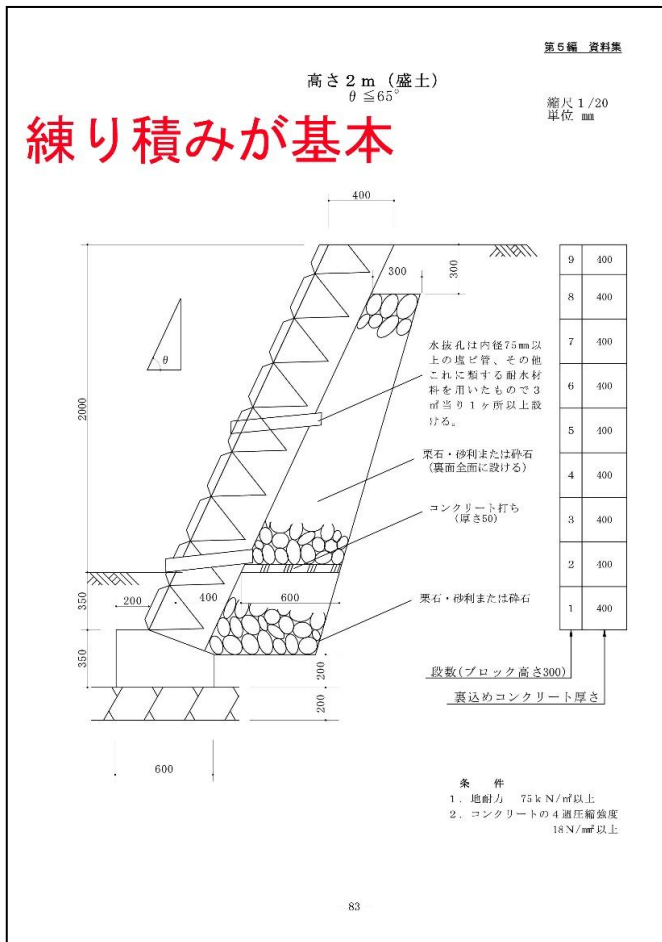 第5編 資料集
高さ2m(盛土)
θ≦65°
縮尺1/20
単位 ㎜
練り積みが基本
400
300
300
2000
θ
水抜孔は内径75㎜以
上の塩ビ管、その他
これに類する耐水材
料を用いたもので3
㎡当り1ヶ所以上設
ける。
栗石・砂利または砕石
(裏面全面に設ける)
コンクリート打ち
(厚さ50)
350
200
400
600
栗石・砂利または砕石
350
200
200
600
9 400
8 400
7 400
6 400
5 400
4 400
3 400
2 400
1 400
段数(ブロック高さ300)
裏込めコンクリート厚さ
条 件
1. 地耐力 75kN/㎡以上
2. コンクリートの4週圧縮強度
18N/㎟以上
83